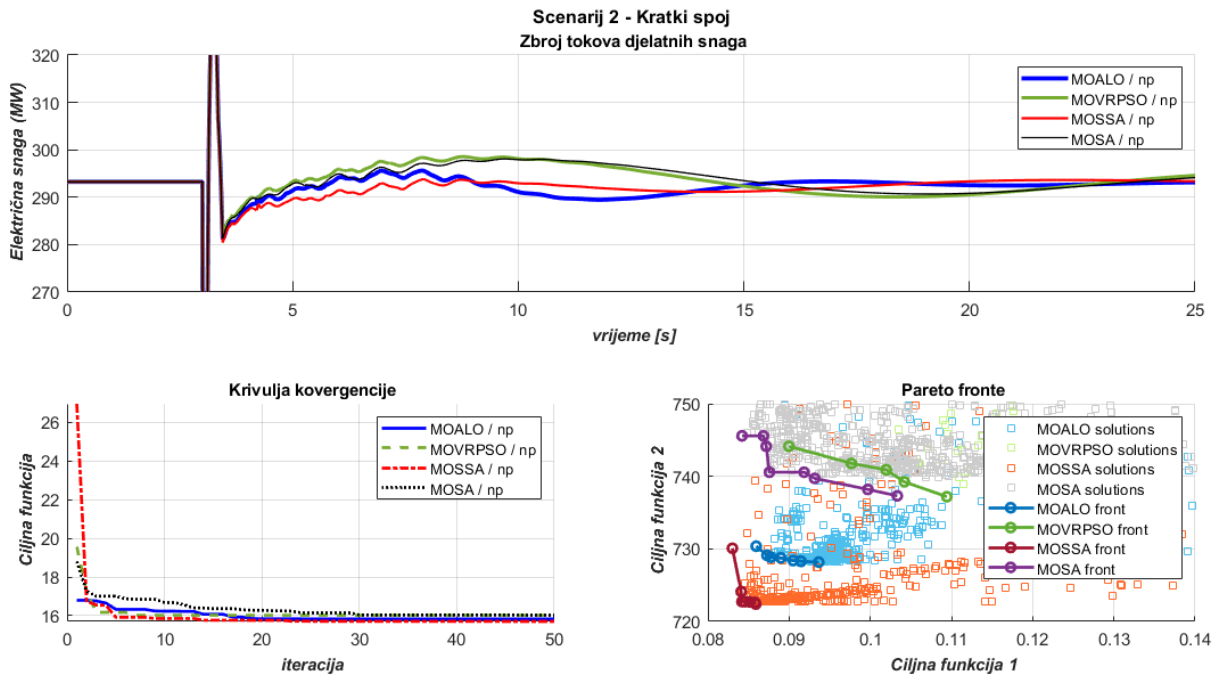 Scenarij 2 - Kratki spoj
Zbroj tokova djelatnih snaga
Električna snaga (MW)
320
310
300
290
280
270
0
5
10
15
20
25
vrijeme [s]
MOALO / np
MOVRPSO / np
MOSSA / np
MOSA / np
Krivulja kovergencije
Ciljna funkcija
26
24
22
20
18
16
0
10
20
30
40
50
iteracija
MOALO / np
MOVRPSO / np
MOSSA / np
MOSA / np
Pareto fronte
Ciljna funkcija 2
750
740
730
720
0.08
0.09
0.1
0.11
0.12
0.13
0.14
Ciljna funkcija 1
MOALO solutions
MOVRPSO solutions
MOSSA solutions
MOSA solutions
MOALO front
MOVRPSO front
MOSSA front
MOSA front